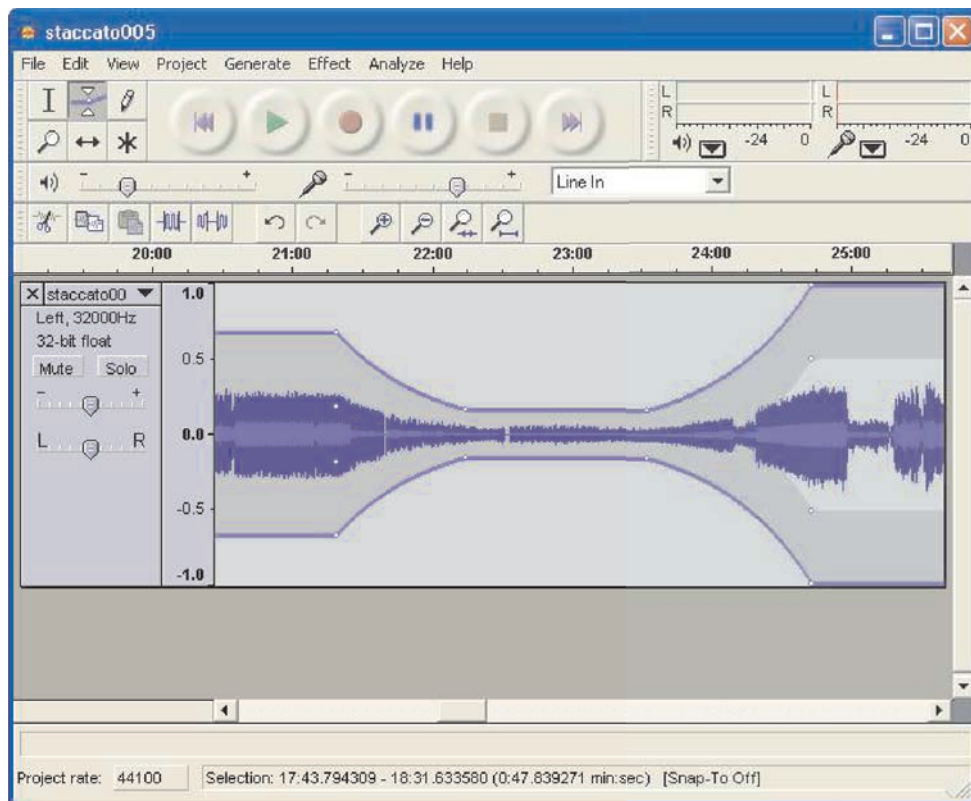 staccato005
File Edit View Project Generate Effect Analyze Help
L
R
-24 0
L
R
-24 0
- +
- +
Line In
20:00 21:00 22:00 23:00 24:00 25:00
staccato00
Left, 32000Hz
32-bit float
Mute Solo
- +
L R
1.0
0.5
0.0
-0.5
-1.0
Project rate: 44100 Selection: 17:43.794309 - 18:31.633580 (0:47.839271 min:sec) [Snap-To Off]